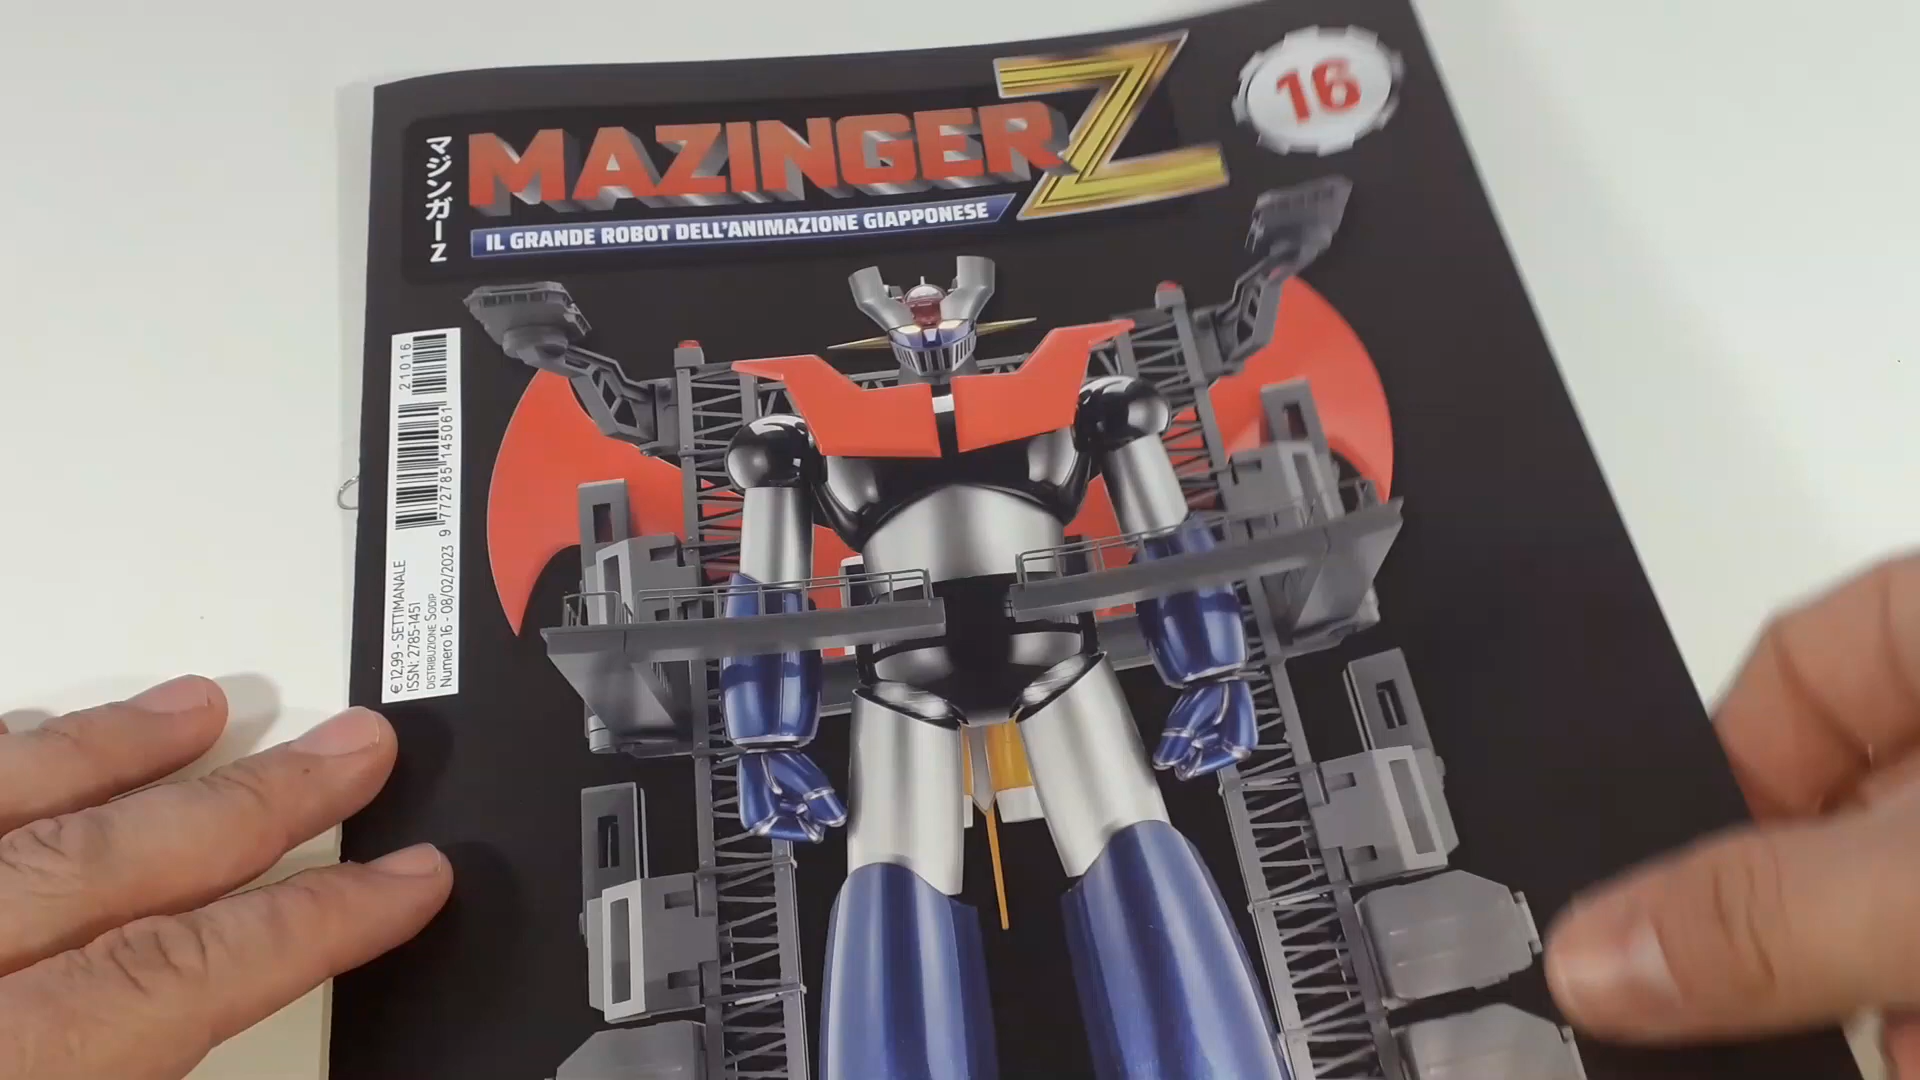 マジンガーZ
MAZINGER Z
IL GRANDE ROBOT DELL'ANIMAZIONE GIAPPONESE
16
21016
9 772785 145061
€ 12,99 - SETTIMANALE
ISSN: 2785-1451
DISTRIBUZIONE SODIP
Numero 16 - 08/02/2023